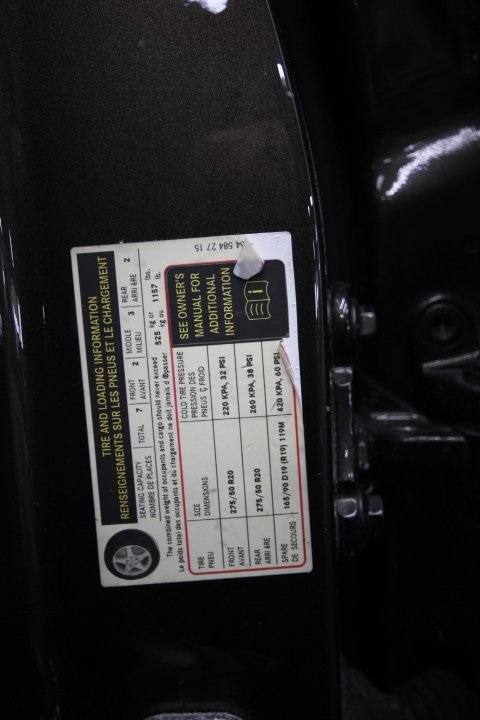 TIRE AND LOADING INFORMATION
RENSEIGNEMENTS SUR LES PNEUS ET LE CHARGEMENT
SEATING CAPACITY TOTAL 7 FRONT 2 MIDDLE 3 REAR 2
NOMBRE DE PLACES AVANT MILIEU ARRIÈRE
The combined weight of occupants and cargo should never exceed 525 kg or 1157 lbs.
Le poids total des occupants et du chargement ne doit jamais dépasser kg ou lb.
TIRE SIZE COLD TIRE PRESSURE
PNEU DIMENSIONS PRESSION DES
PNEUS Ç FROID
FRONT 275/50 R20 220 KPA, 32 PSI
AVANT
REAR 275/50 R20 260 KPA, 38 PSI
ARRIÈRE
SPARE 165/90 D19 (R19) 119M 420 KPA, 60 PSI
DE SECOURS
SEE OWNER'S
MANUAL FOR
ADDITIONAL
INFORMATION
i
584 27 15